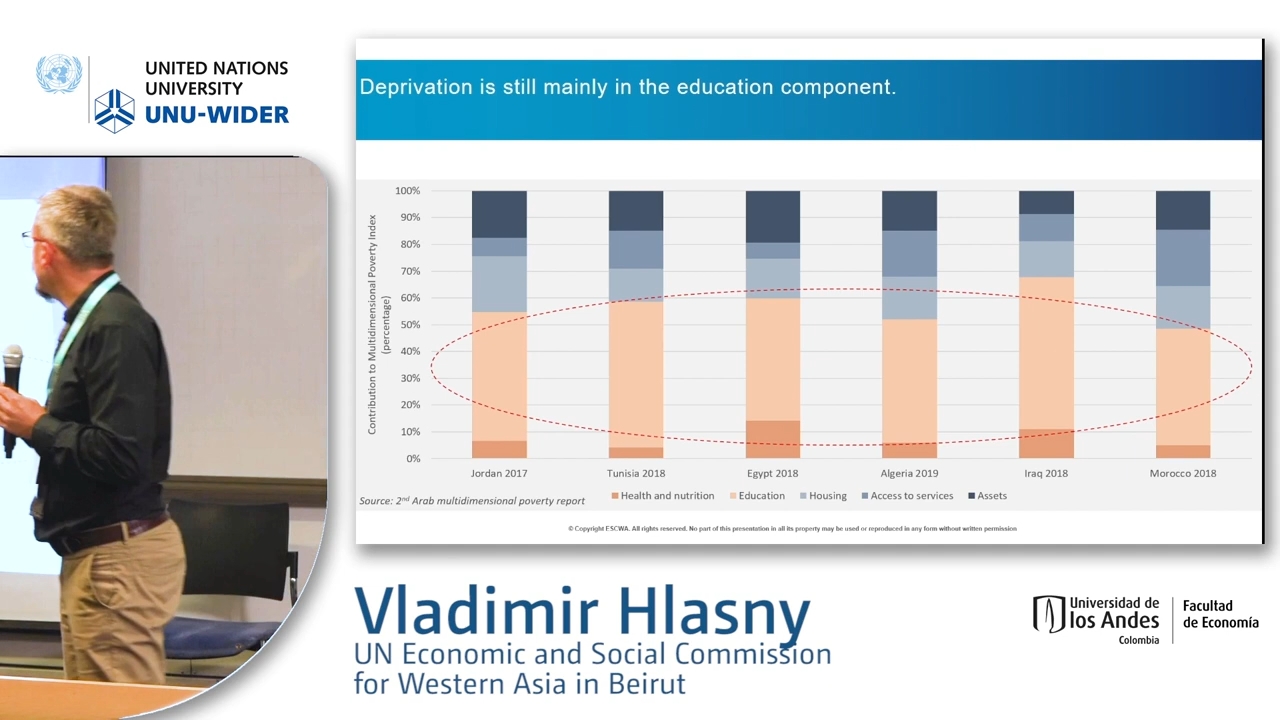 UNITED NATIONS
UNIVERSITY
UNU-WIDER
Deprivation is still mainly in the education component.
Contribution to Multidimensional Poverty Index
(percentage)
100%
90%
80%
70%
60%
50%
40%
30%
20%
10%
0%
Jordan 2017
Tunisia 2018
Egypt 2018
Algeria 2019
Iraq 2018
Morocco 2018
Health and nutrition
Education
Housing
Access to services
Assets
Source: 2nd Arab multidimensional poverty report
© Copyright ESCWA. All rights reserved. No part of this presentation in all its property may be used or reproduced in any form without written permission
Vladimir Hlasny
UN Economic and Social Commission
for Western Asia in Beirut
Universidad de
los Andes
Colombia
Facultad
de Economía